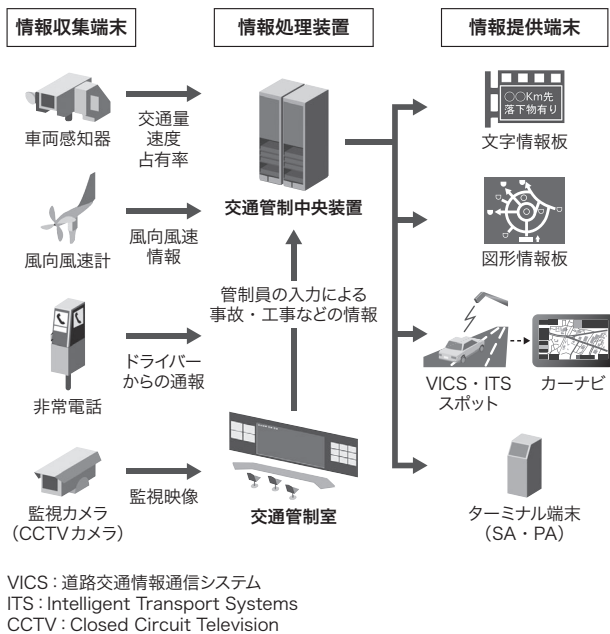 情報収集端末
情報処理装置
情報提供端末
車両感知器
交通量
速度
占有率
交通管制中央装置
○○Km先
落下物有り
文字情報板
風向風速計
風向風速
情報
図形情報板
管制員の入力による
事故・工事などの情報
非常電話
ドライバー
からの通報
VICS・ITS
スポット
カーナビ
監視カメラ
（CCTVカメラ）
監視映像
交通管制室
ターミナル端末
（SA・PA）
VICS：道路交通情報通信システム
ITS：Intelligent Transport Systems
CCTV：Closed Circuit Television